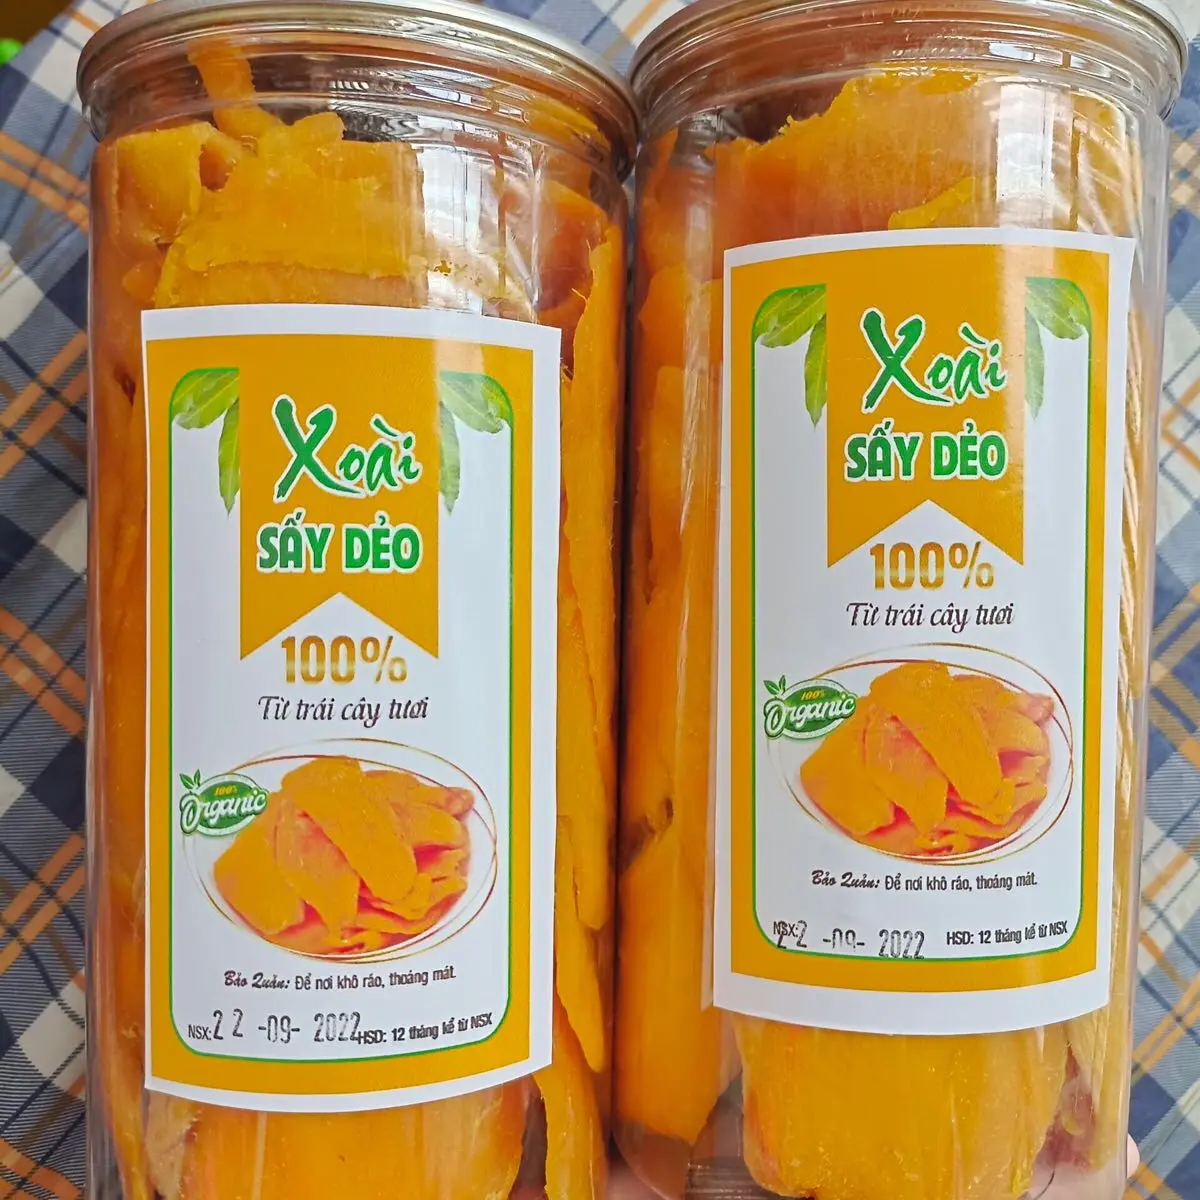 Xoài
SẤY DẺO
100%
Từ trái cây tươi
100%
Organic
Bảo Quản: Để nơi khô ráo, thoáng mát.
NSX: 22 -09- 2022 HSD: 12 tháng kể từ NSX
Xoài
SẤY DẺO
100%
Từ trái cây tươi
100%
Organic
Bảo Quản: Để nơi khô ráo, thoáng mát.
NSX: 22 -09- 2022 HSD: 12 tháng kể từ NSX